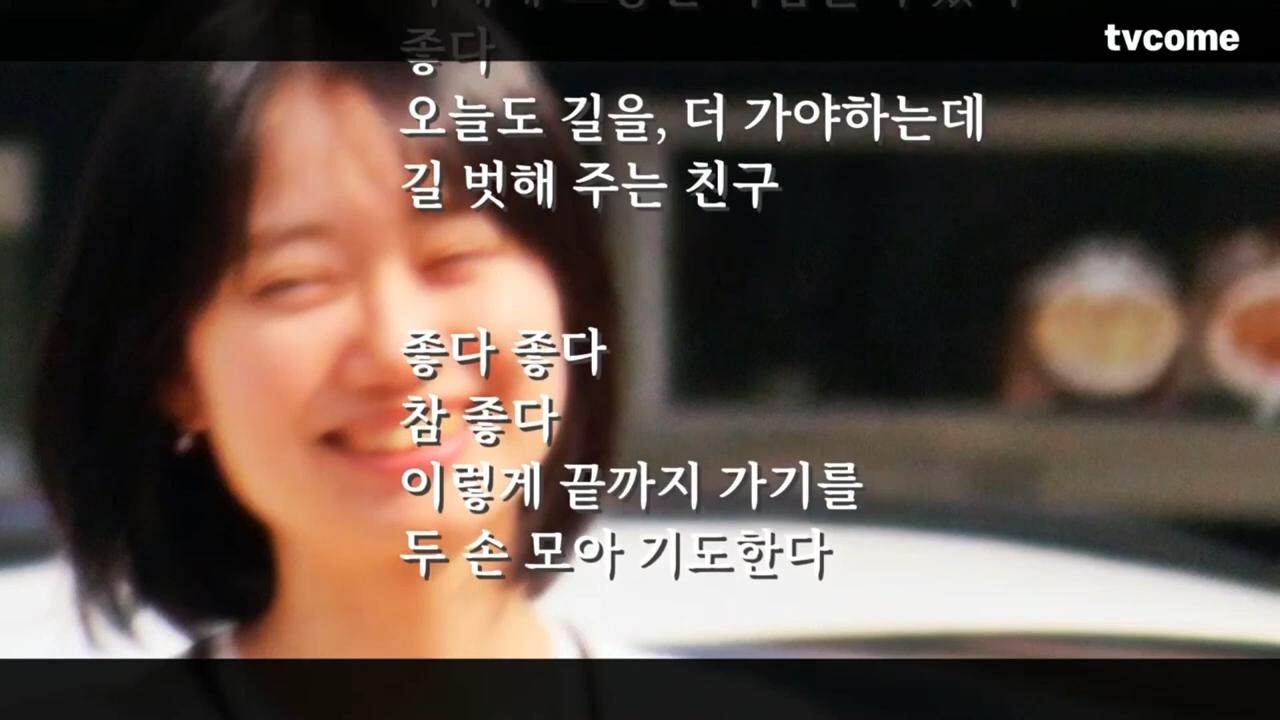 tvcome
좋다
오늘도 길을, 더 가야하는데
길 벗해 주는 친구
좋다 좋다
참 좋다
이렇게 끝까지 가기를
두 손 모아 기도한다